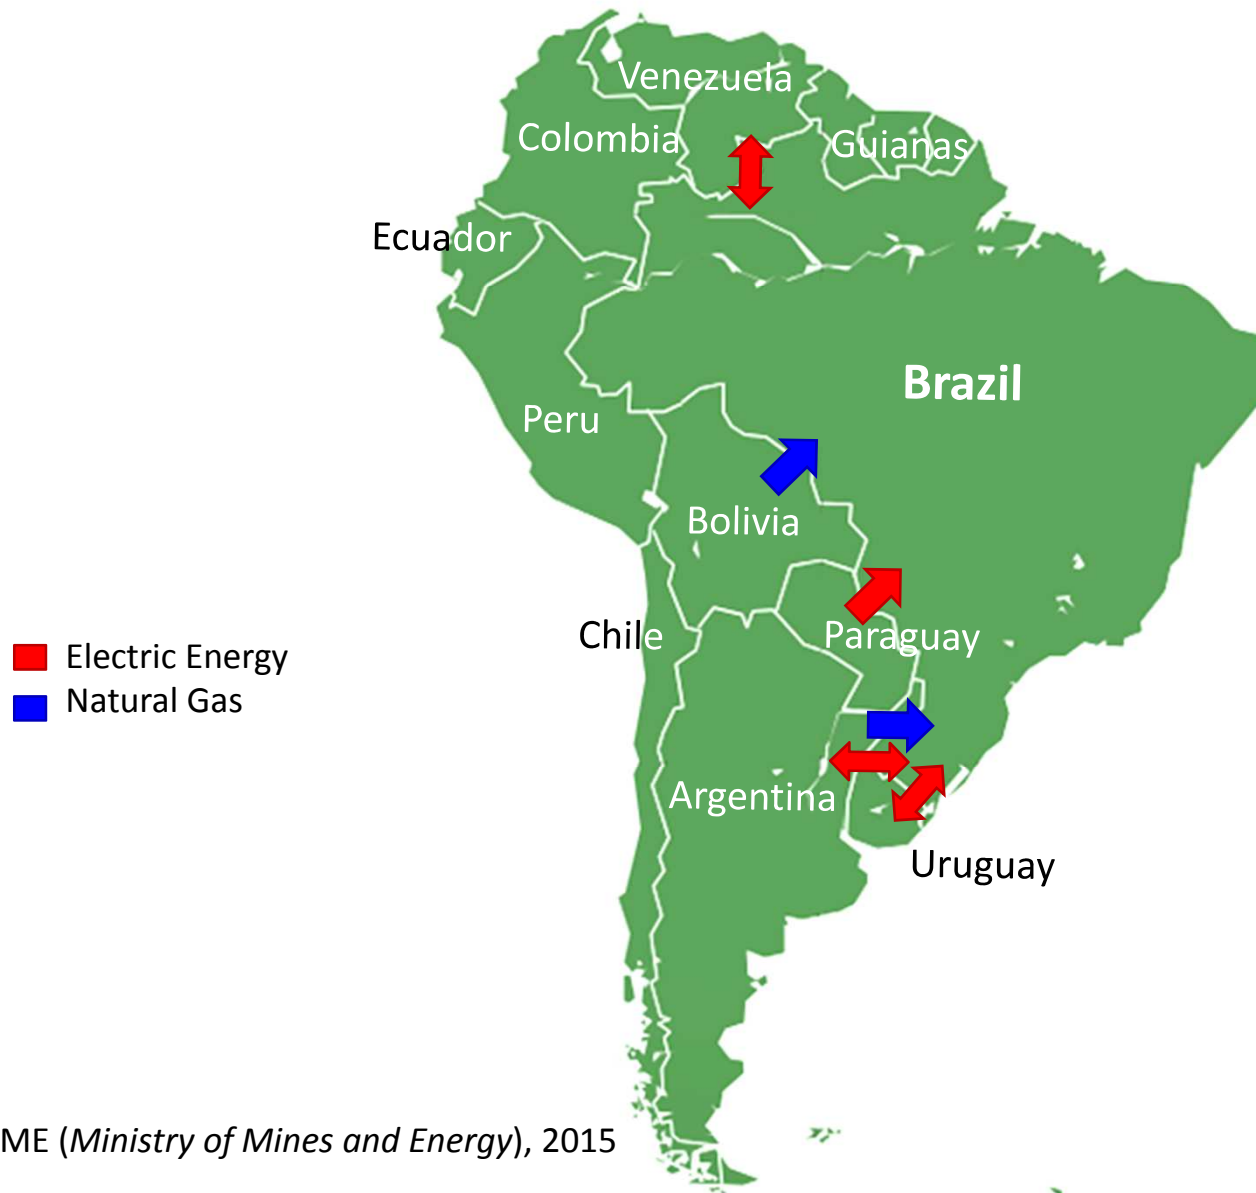 Venezuela
Colombia
Guianas
Ecuador
Brazil
Peru
Bolivia
Chile
Paraguay
Electric Energy
Natural Gas
Argentina
Uruguay
ME (Ministry of Mines and Energy), 2015